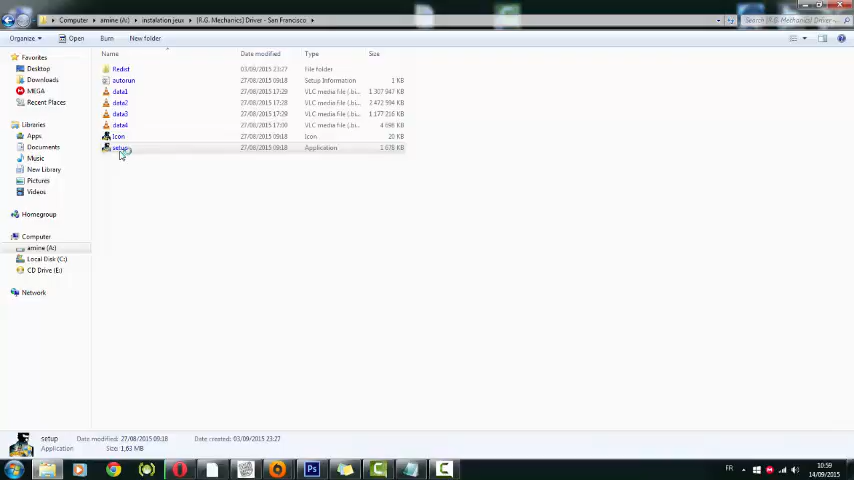 Computer ▸ amine (A:) ▸ instalation jeux ▸ [R.G. Mechanics] Driver - San Francisco ▸
Search [R.G. Mechanics] Driver - San Fra...
Organize ▾ Open Burn New folder
Name Date modified Type Size
Favorites
Desktop
Downloads
MEGA
Recent Places
Libraries
Apps
Documents
Music
New Library
Pictures
Videos
Homegroup
Computer
amine (A:)
Local Disk (C:)
CD Drive (E:)
Network
Redist 03/09/2015 23:27 File folder
autorun 27/08/2015 09:18 Setup Information 1 KB
data1 27/08/2015 17:29 VLC media file (.bi... 1 307 947 KB
data2 27/08/2015 17:28 VLC media file (.bi... 2 472 594 KB
data3 27/08/2015 17:29 VLC media file (.bi... 1 177 216 KB
data4 27/08/2015 17:00 VLC media file (.bi... 4 698 KB
Icon 27/08/2015 09:18 Icon 20 KB
setup 27/08/2015 09:18 Application 1 678 KB
setup Date modified: 27/08/2015 09:18 Date created: 03/09/2015 23:27
Application Size: 1,63 MB
Ps
FR
10:59
14/09/2015